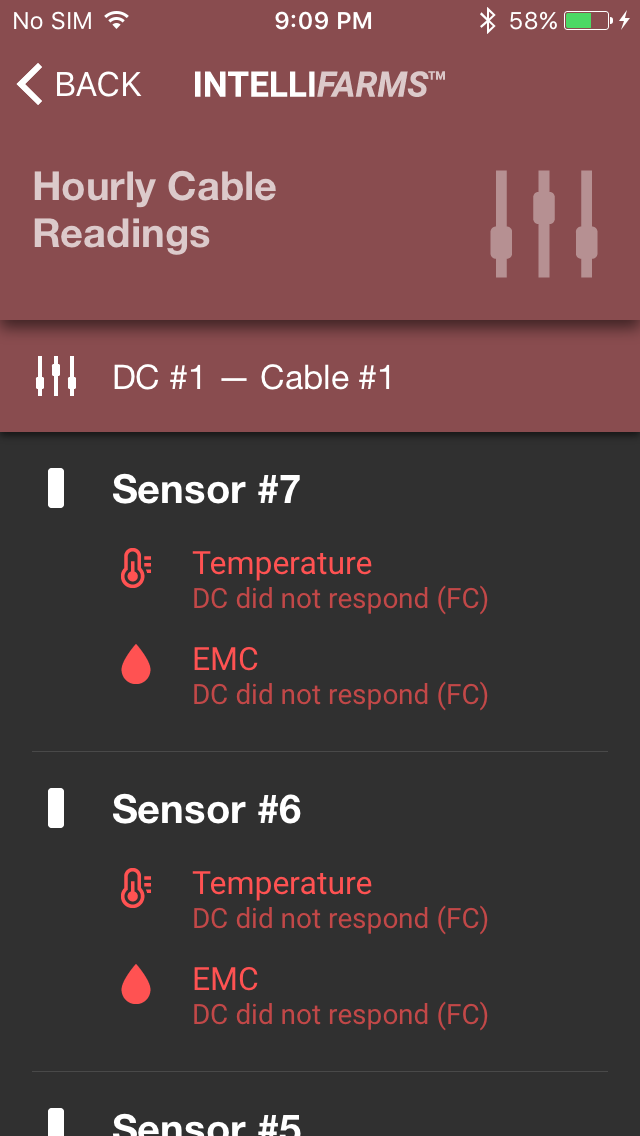 No SIM 9:09 PM 58%
BACK INTELLIFARMS™
Hourly Cable
Readings
DC #1 — Cable #1
Sensor #7
Temperature
DC did not respond (FC)
EMC
DC did not respond (FC)
Sensor #6
Temperature
DC did not respond (FC)
EMC
DC did not respond (FC)
Sensor #5